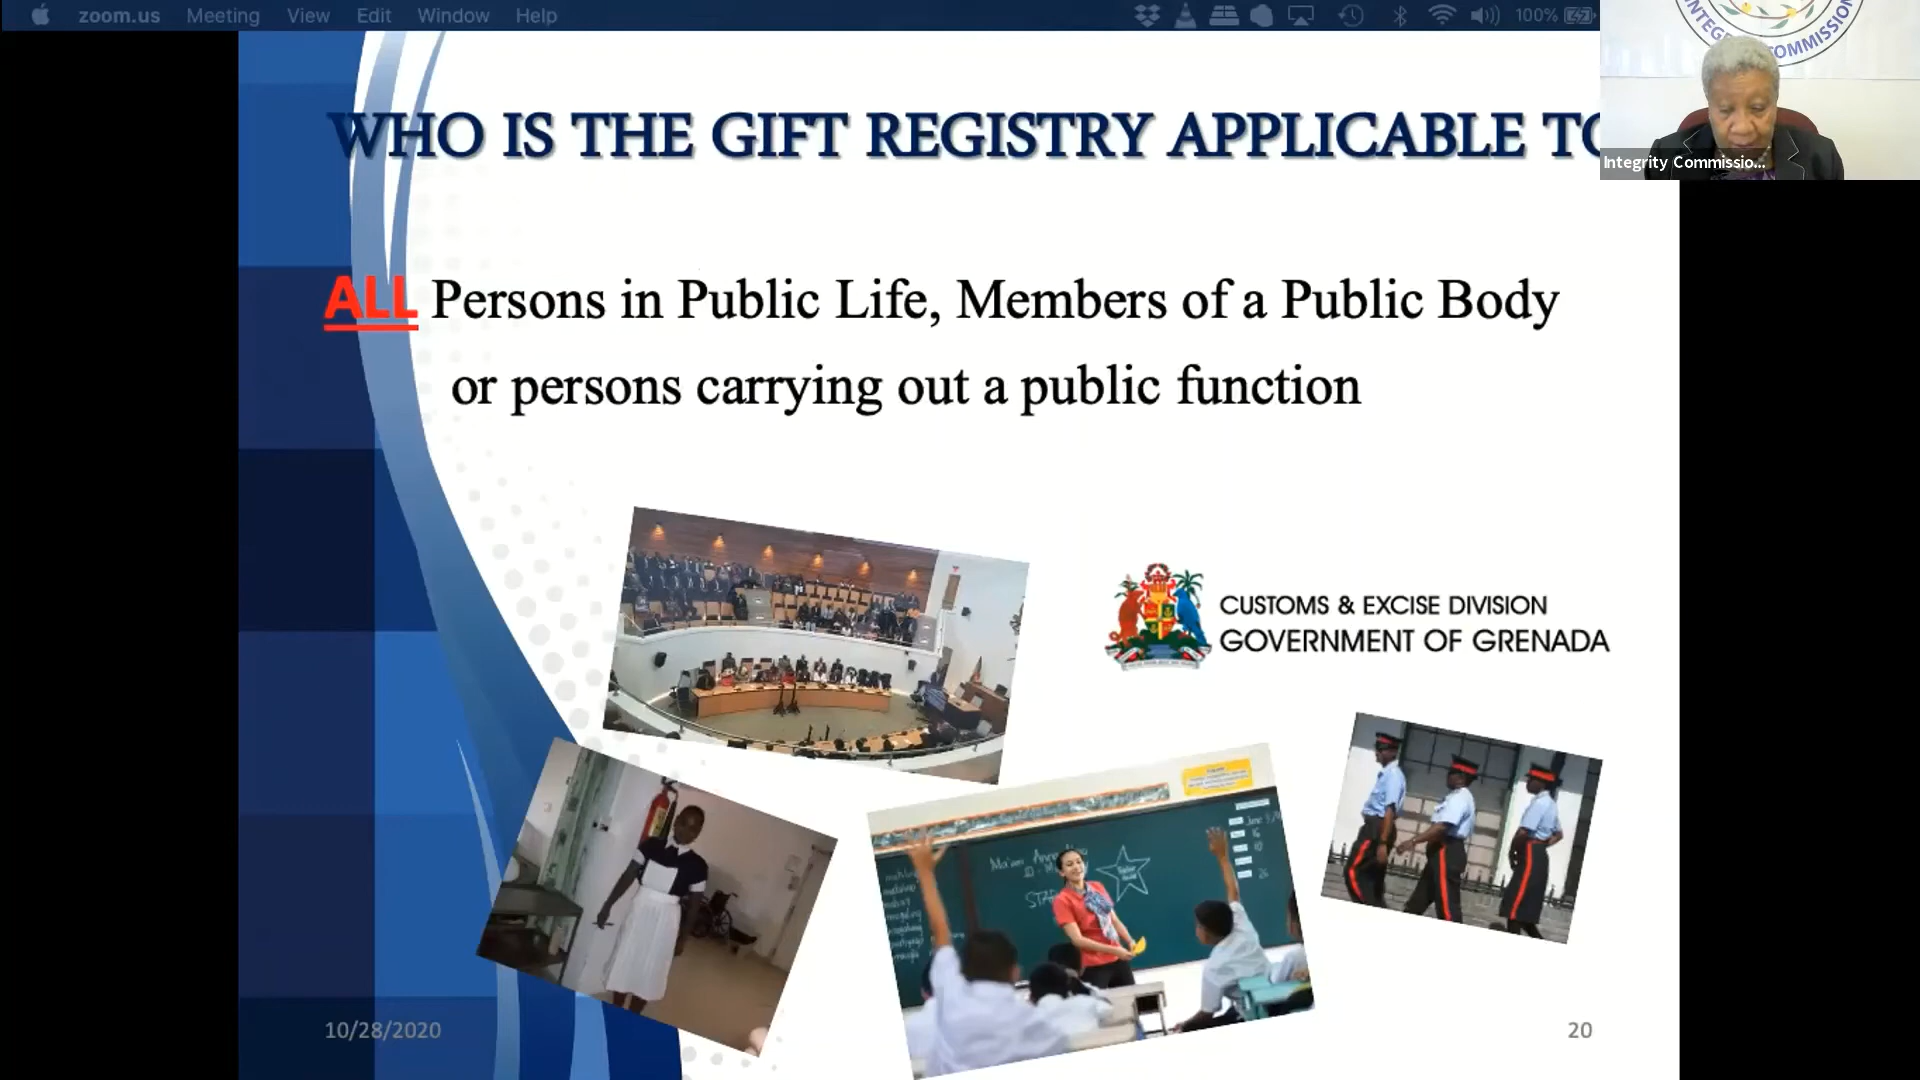 zoom.us Meeting View Edit Window Help 100%
INTEGRITY COMMISSION
Integrity Commissio...
WHO IS THE GIFT REGISTRY APPLICABLE TO
ALL Persons in Public Life, Members of a Public Body
or persons carrying out a public function
CUSTOMS & EXCISE DIVISION
GOVERNMENT OF GRENADA
10/28/2020
20